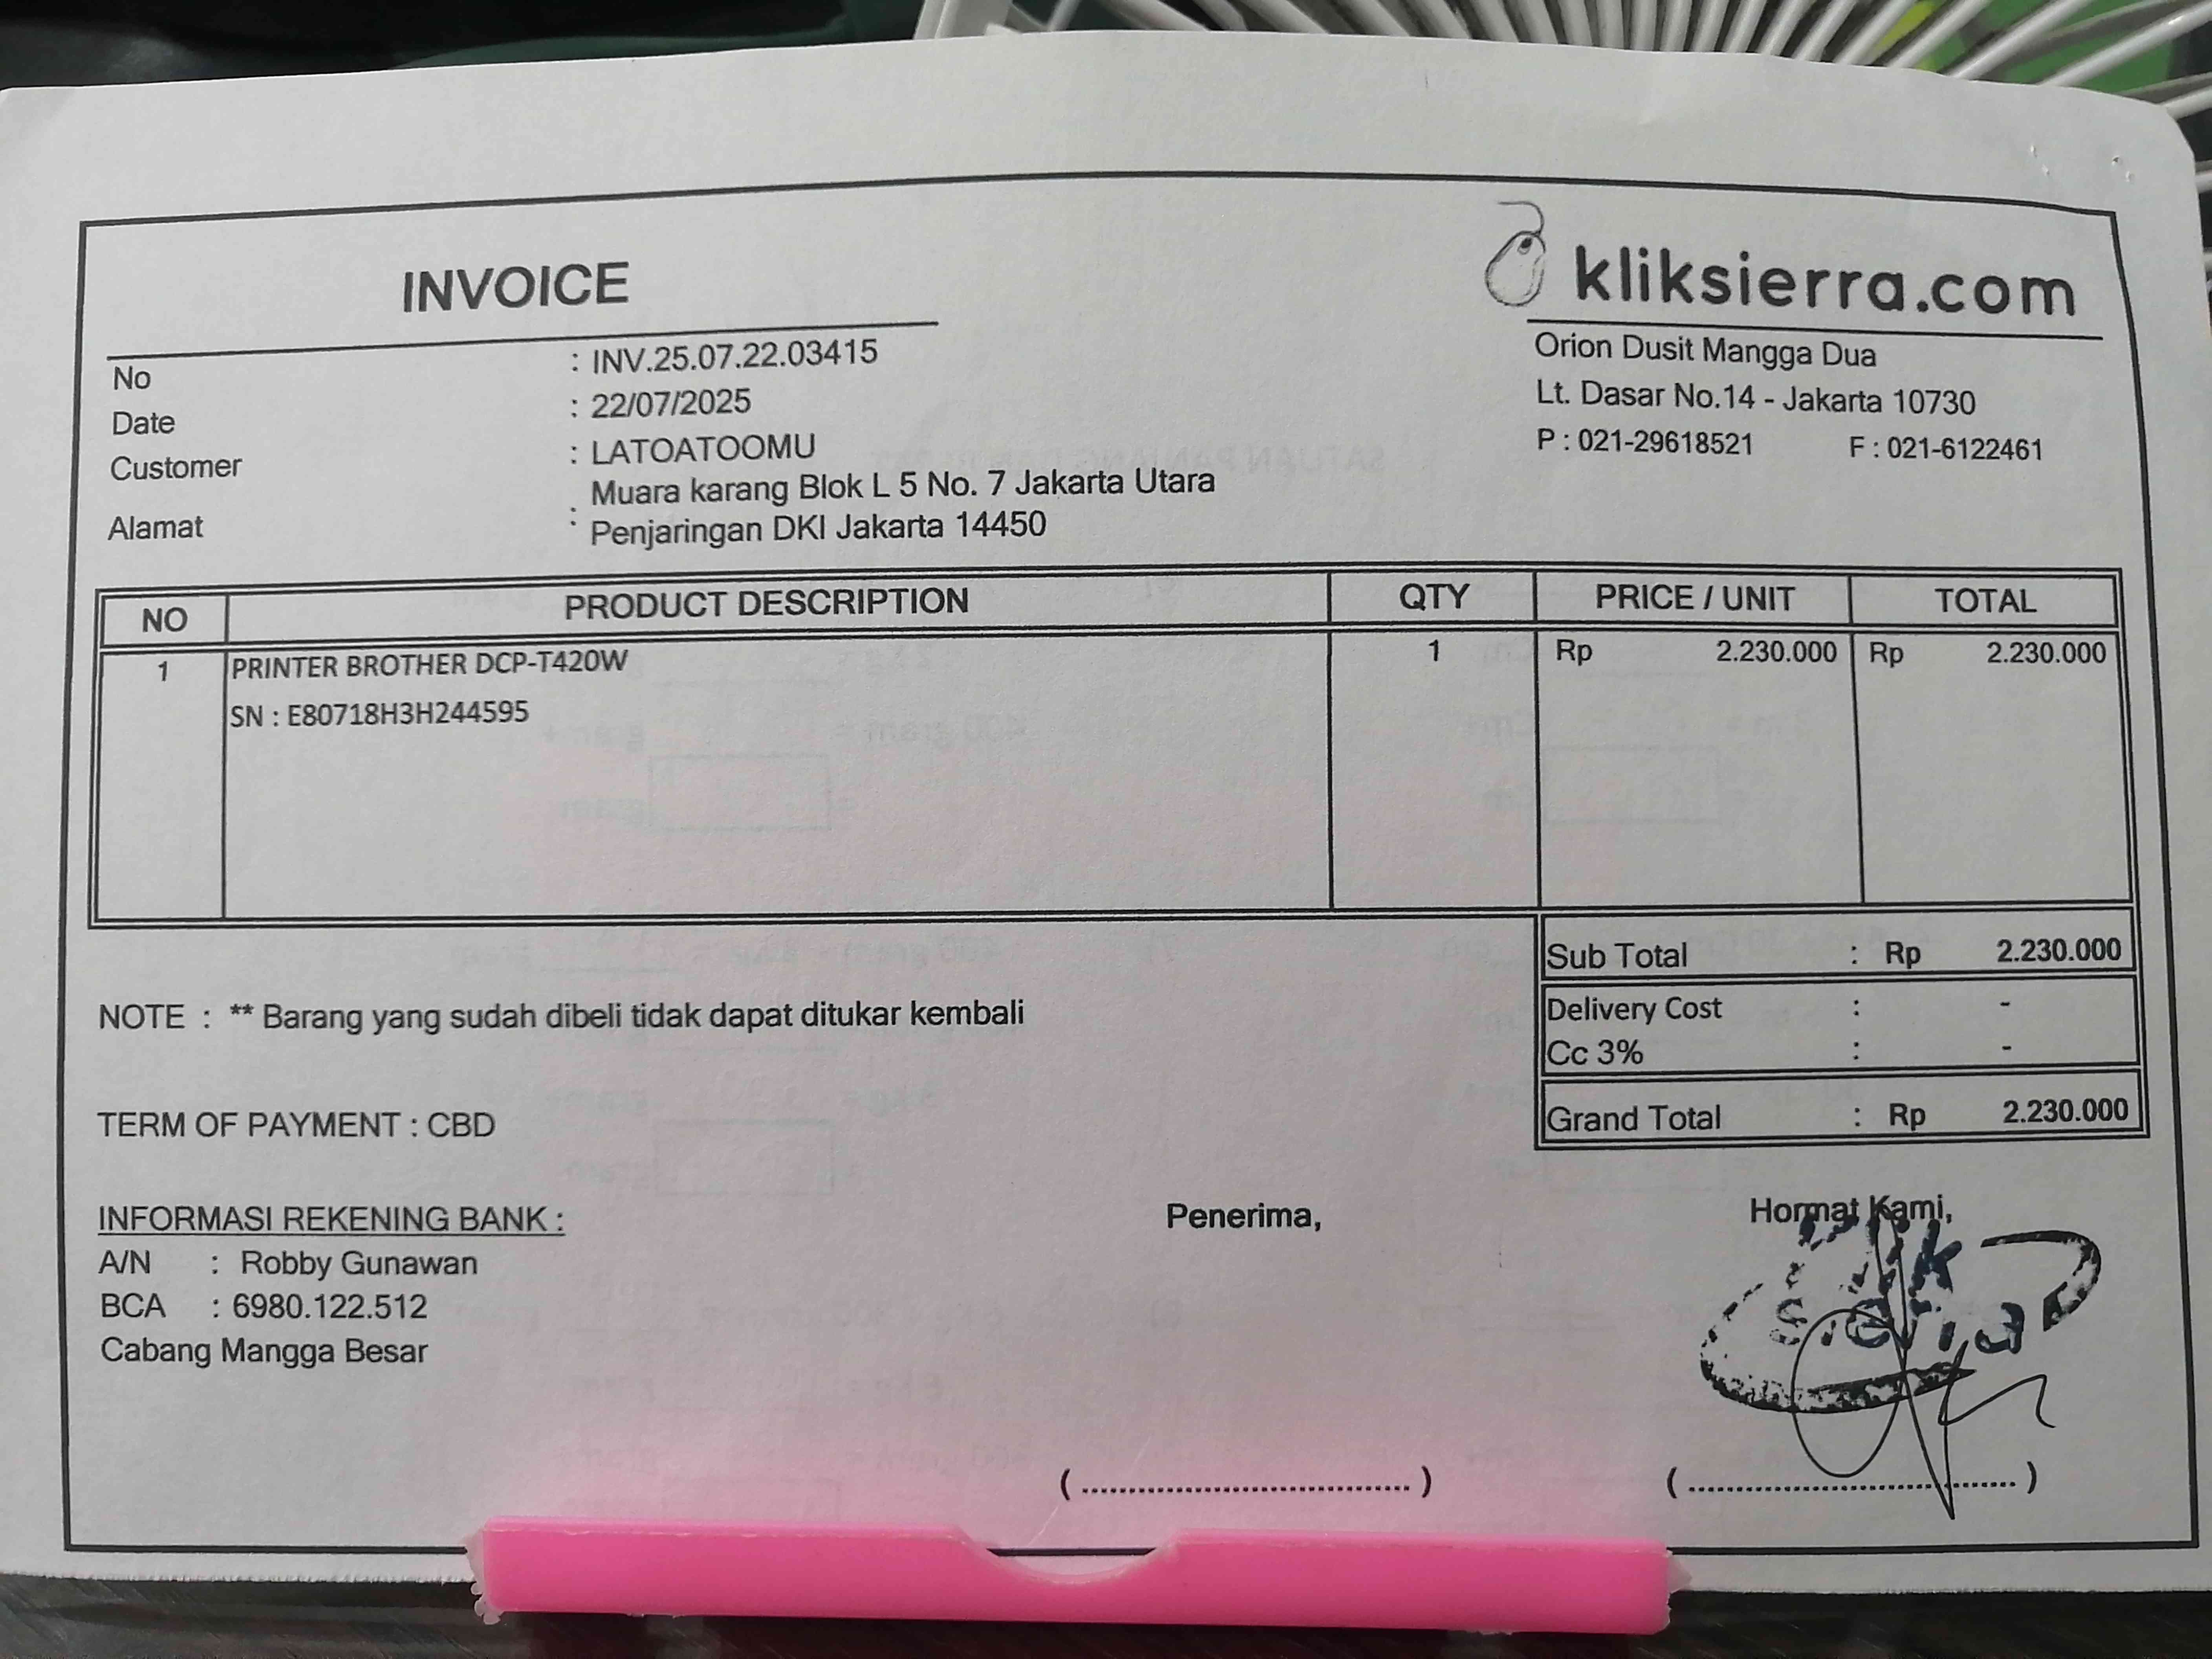 INVOICE
kliksierra.com
Orion Dusit Mangga Dua
Lt. Dasar No.14 - Jakarta 10730
P : 021-29618521 F : 021-6122461
No : INV.25.07.22.03415
Date : 22/07/2025
Customer : LATOATOOMU
Alamat : Muara karang Blok L 5 No. 7 Jakarta Utara
: Penjaringan DKI Jakarta 14450
NO PRODUCT DESCRIPTION QTY PRICE / UNIT TOTAL
1 PRINTER BROTHER DCP-T420W 1 Rp 2.230.000 Rp 2.230.000
SN : E80718H3H244595
Sub Total : Rp 2.230.000
Delivery Cost : -
Cc 3% : -
Grand Total : Rp 2.230.000
NOTE : ** Barang yang sudah dibeli tidak dapat ditukar kembali
TERM OF PAYMENT : CBD
INFORMASI REKENING BANK :
A/N : Robby Gunawan
BCA : 6980.122.512
Cabang Mangga Besar
Penerima,
Hormat Kami,
Klik
Sierra
(....................................)
(....................................)